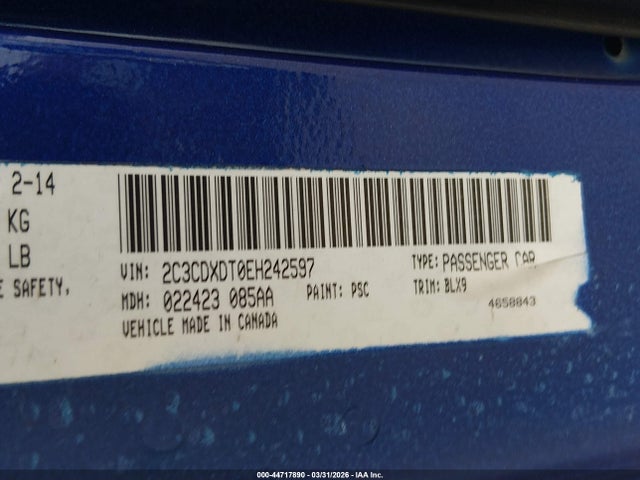 2-14
KG
LB
E SAFETY,
VIN: 2C3CDXDT0EH242597 TYPE: PASSENGER CAR
MDH: 022423 085AA PAINT: PSC TRIM: BLX9
VEHICLE MADE IN CANADA 4658843
000-44717890 - 03/31/2026 - IAA Inc.